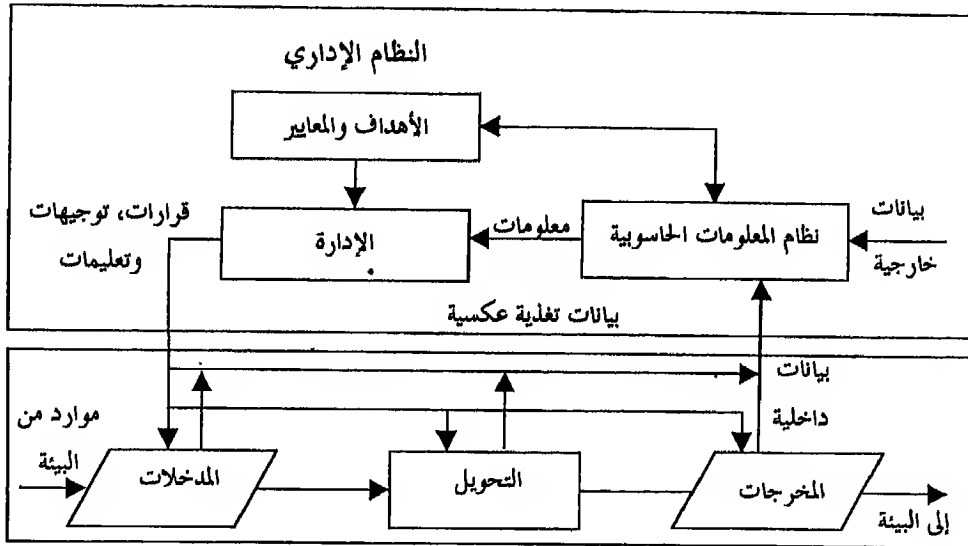 النظام الإداري
الأهداف والمعايير
قرارات، توجيهات
وتعليمات
الإدارة
معلومات
نظام المعلومات الحاسوبية
بيانات
خارجية
بيانات تغذية عكسية
بيانات
داخلية
موارد من
البيئة
المدخلات
التحويل
المخرجات
إلى البيئة